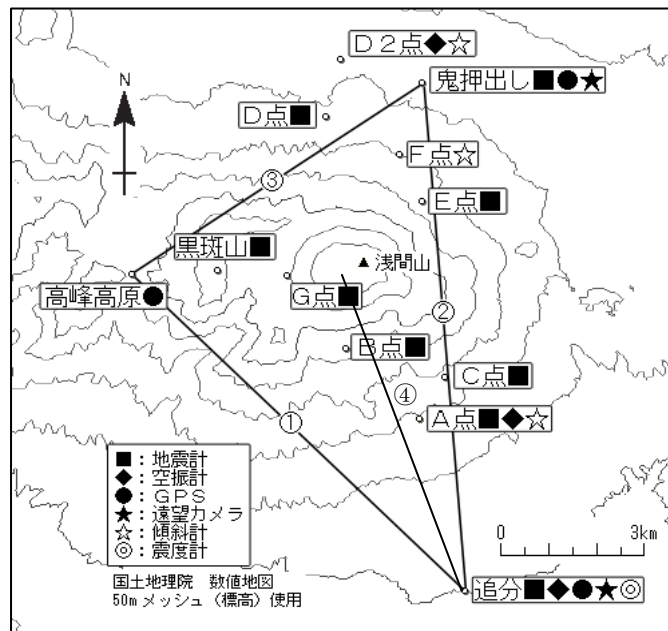 D2点◆☆
N
鬼押出し■●★
D点■
F点☆
③
E点■
黒斑山■
▲浅間山
高峰高原●
G点■
②
B点■
C点■
④
①
A点■◆☆
■:地震計
◆:空振計
●:GPS
★:遠望カメラ
☆:傾斜計
◎:震度計
0 3km
国土地理院 数値地図
50mメッシュ(標高)使用
追分■◆●★◎